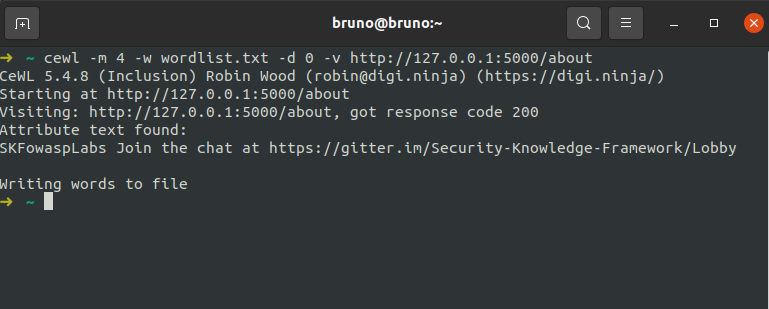 bruno@bruno:~
➜ ~ cewl -m 4 -w wordlist.txt -d 0 -v http://127.0.0.1:5000/about
CeWL 5.4.8 (Inclusion) Robin Wood (robin@digi.ninja) (https://digi.ninja/)
Starting at http://127.0.0.1:5000/about
Visiting: http://127.0.0.1:5000/about, got response code 200
Attribute text found:
SKFowaspLabs Join the chat at https://gitter.im/Security-Knowledge-Framework/Lobby
Writing words to file
➜ ~